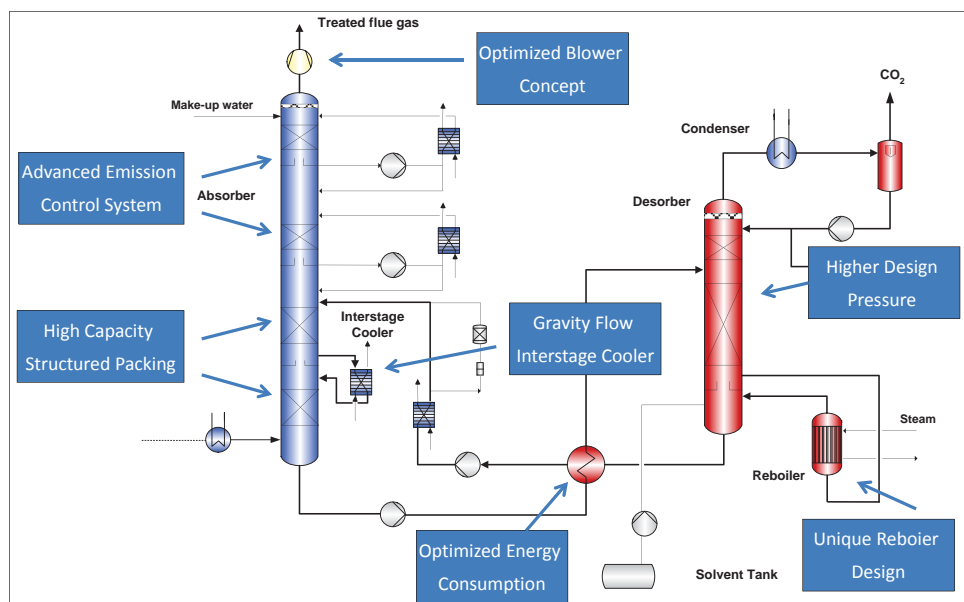 Treated flue gas
Optimized Blower
Concept
CO2
Make-up water
Condenser
Advanced Emission
Control System
Absorber
Desorber
Higher Design
Pressure
High Capacity
Structured Packing
Interstage
Cooler
Gravity Flow
Interstage Cooler
Steam
Reboiler
Optimized Energy
Consumption
Unique Reboier
Design
Solvent Tank